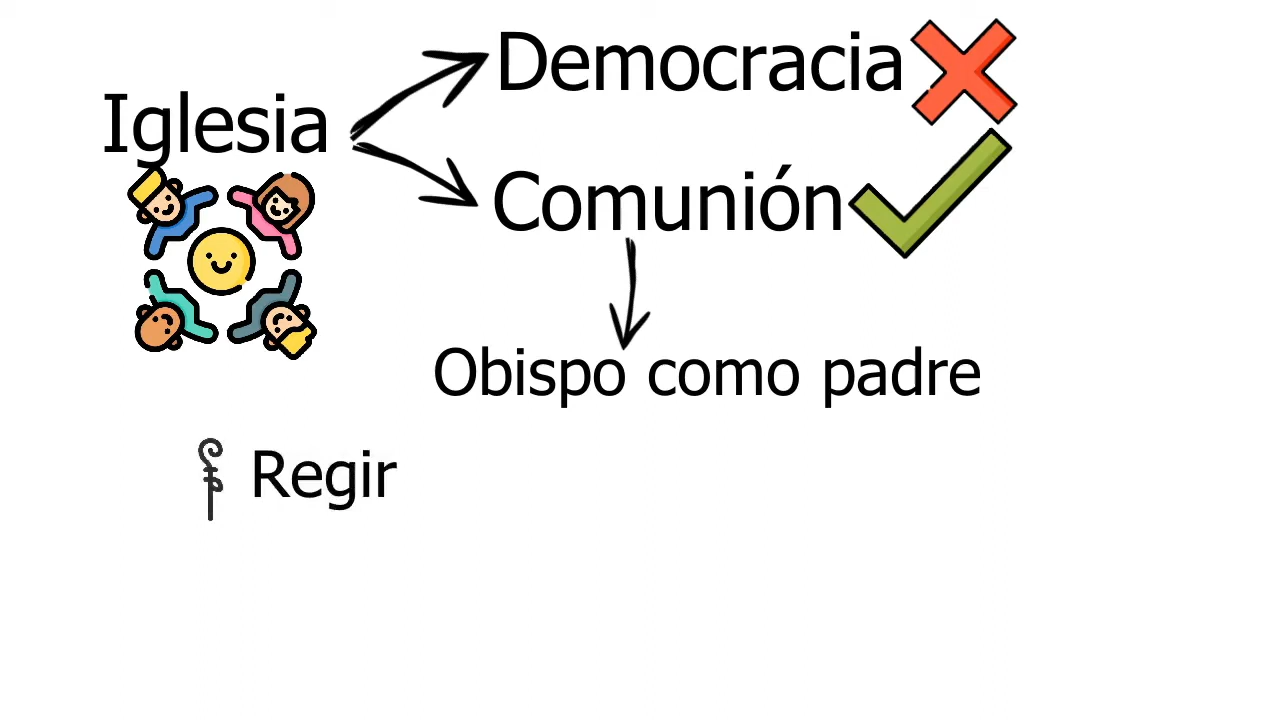 Democracia
Iglesia
Comunión
Obispo como padre
Regir